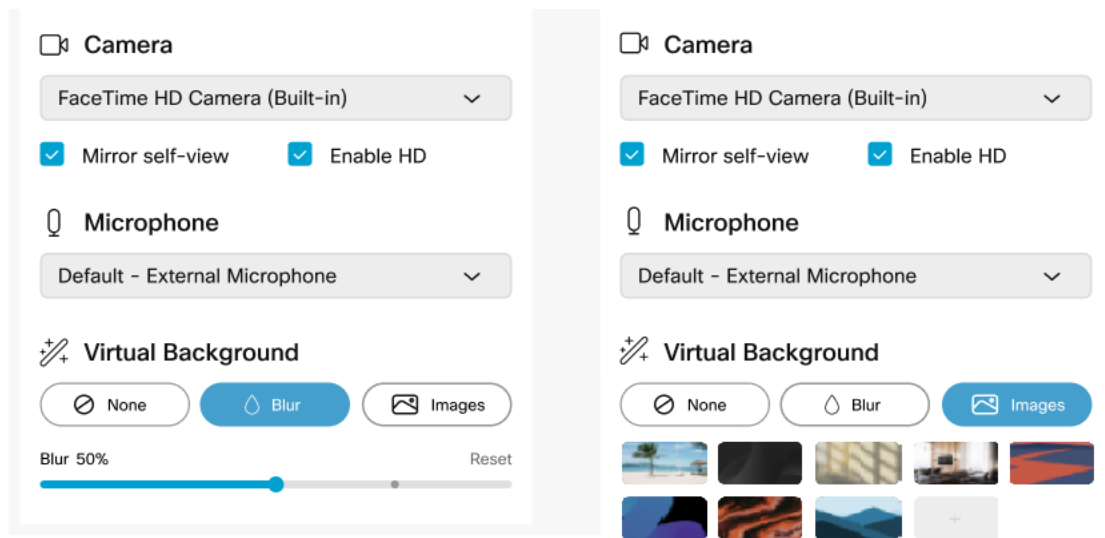 Camera
FaceTime HD Camera (Built-in)
Mirror self-view Enable HD
Microphone
Default - External Microphone
Virtual Background
None Blur Images
Blur 50% Reset
Camera
FaceTime HD Camera (Built-in)
Mirror self-view Enable HD
Microphone
Default - External Microphone
Virtual Background
None Blur Images